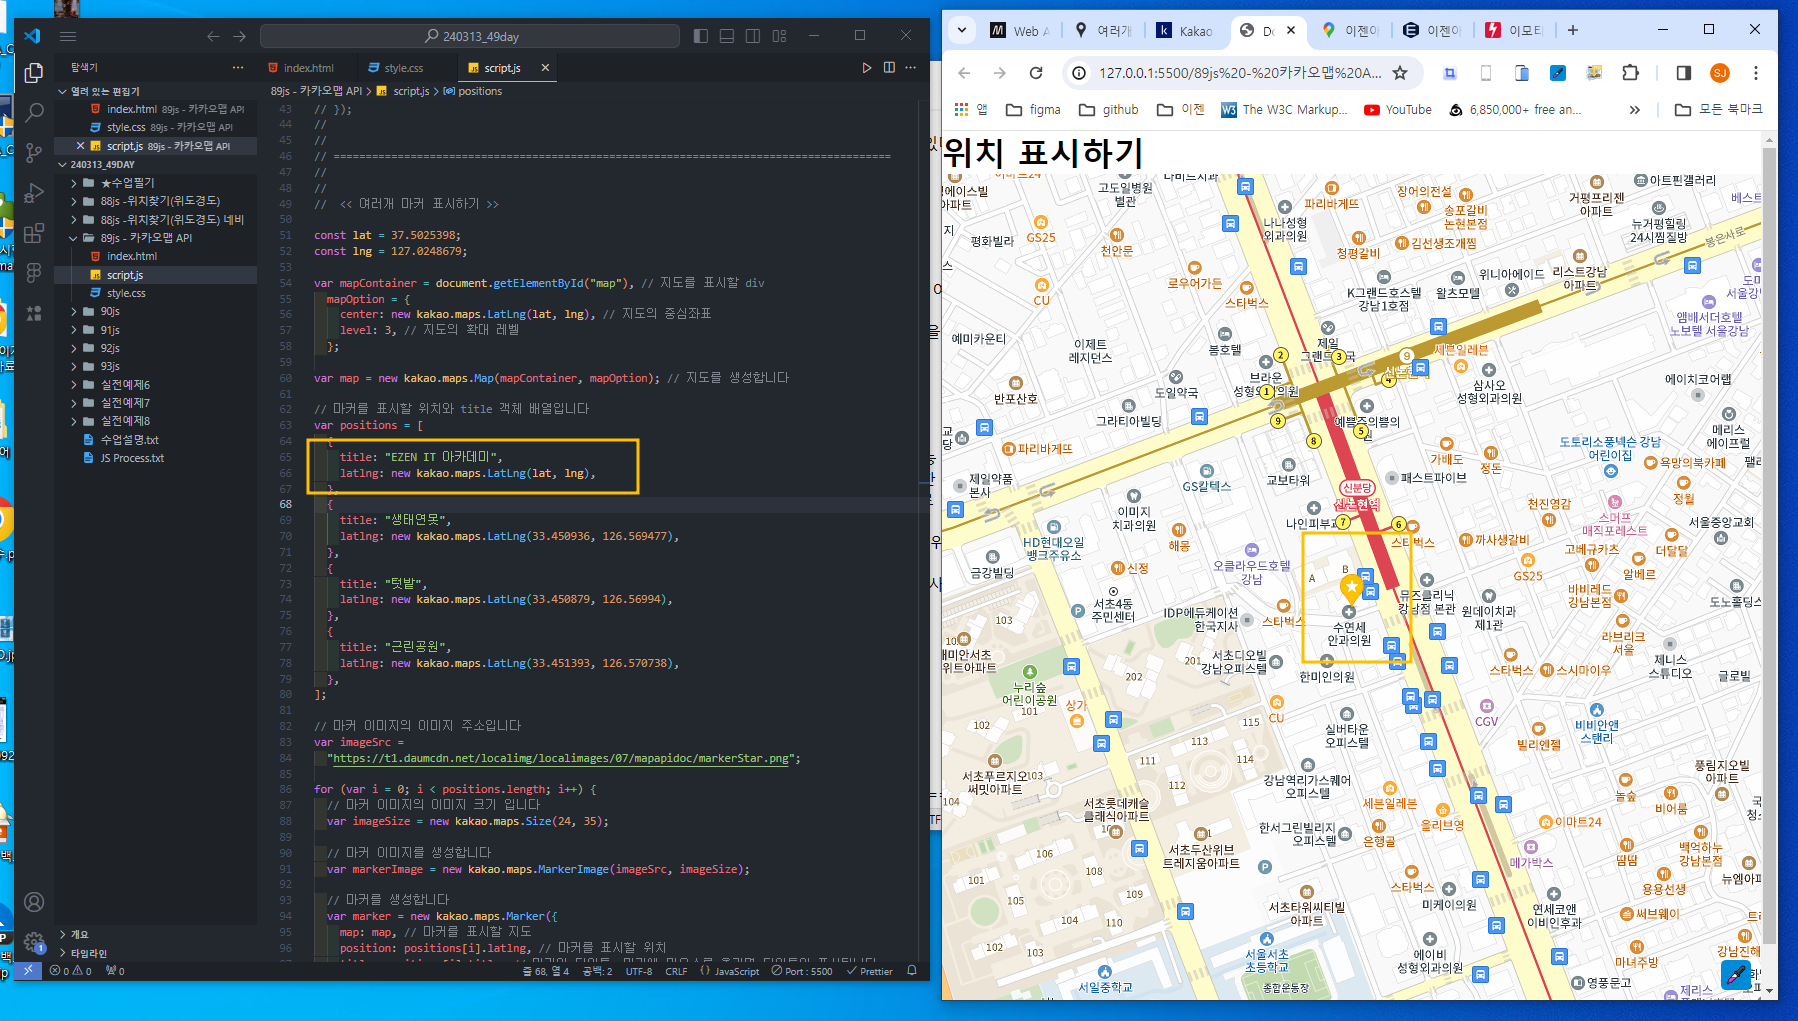 240313_49day
탐색기
열려 있는 편집기
index.html 89js - 카카오맵 API
style.css 89js - 카카오맵 API
script.js 89js - 카카오맵 API
240313_49DAY
★수업필기
88js -위치찾기(위도경도)
88js -위치찾기(위도경도) 네비
89js - 카카오맵 API
index.html
script.js
style.css
90js
91js
92js
93js
실전예제6
실전예제7
실전예제8
수업설명.txt
JS Process.txt
개요
타임라인
index.html
style.css
script.js
89js - 카카오맵 API > script.js > positions
43 // });
44 //
45 //
46 // =======================================================================================
47 //
48 //
49 // << 여러개 마커 표시하기 >>
50
51 const lat = 37.5025398;
52 const lng = 127.0248679;
53
54 var mapContainer = document.getElementById("map"), // 지도를 표시할 div
55 mapOption = {
56 center: new kakao.maps.LatLng(lat, lng), // 지도의 중심좌표
57 level: 3, // 지도의 확대 레벨
58 };
59
60 var map = new kakao.maps.Map(mapContainer, mapOption); // 지도를 생성합니다
61
62 // 마커를 표시할 위치와 title 객체 배열입니다
63 var positions = [
64 {
65 title: "EZEN IT 아카데미",
66 latlng: new kakao.maps.LatLng(lat, lng),
67 },
68 {
69 title: "생태연못",
70 latlng: new kakao.maps.LatLng(33.450936, 126.569477),
71 },
72 {
73 title: "텃밭",
74 latlng: new kakao.maps.LatLng(33.450879, 126.56994),
75 },
76 {
77 title: "근린공원",
78 latlng: new kakao.maps.LatLng(33.451393, 126.570738),
79 },
80 ];
81
82 // 마커 이미지의 이미지 주소입니다
83 var imageSrc =
84 "https://t1.daumcdn.net/localimg/localimages/07/mapapidoc/markerStar.png";
85
86 for (var i = 0; i < positions.length; i++) {
87 // 마커 이미지의 이미지 크기 입니다
88 var imageSize = new kakao.maps.Size(24, 35);
89
90 // 마커 이미지를 생성합니다
91 var markerImage = new kakao.maps.MarkerImage(imageSrc, imageSize);
92
93 // 마커를 생성합니다
94 var marker = new kakao.maps.Marker({
95 map: map, // 마커를 표시할 지도
96 position: positions[i].latlng, // 마커를 표시할 위치
0 0 0
줄 68, 열 4 공백: 2 UTF-8 CRLF {} JavaScript Port : 5500 Prettier
Web A
여러개
Kakao
Do
이젠아
이젠아
이모티
127.0.0.1:5500/89js%20-%20카카오맵%20A...
SJ
앱 figma github 이젠 The W3C Markup... YouTube 6,850,000+ free an... » 모든 북마크
위치 표시하기
고도일병원
별관
파리바게뜨
장어의전설
송포갈비
논현본점
거평프리젠
아파트
아트핀갤러리
뉴거펌힐링
24시찜질방
봉은사로
평화빌라
GS25
천안문
나나성형
외과의원
청평갈비
김선생조개찜
CU
로우어가든
스타벅스
K그랜드호스텔
강남1호점
왈츠모텔
위니아에이드
리스트강남
아파트
앰배서더호텔
노보텔 서울강남
예미카운티
이제트
레지던스
봄호텔
제일
세븐일레븐
반포산호
도일약국
브라운
성형외과의원
삼사오
성형외과의원
에이치코어랩
그라티아빌딩
예쁜주의쁨의
원
메이즈
에이프럴
파리바게뜨
가배도
정돈
도토리소풍넥슨 강남
어린이집
욕망의북카페
제일약품
본사
GS칼텍스
교보타워
패스트파이브
정월
이미지
치과의원
신분당
신논현역
나인피부과
천진영감
스머프
매직포레스트
서울중앙교회
HD현대오일
뱅크주유소
해몽
스타벅스
까사생갈비
고베규카츠
더달달
금강빌딩
신정
오클라우드호텔
강남
GS25
알베르
바비레드
강남본점
A
B
뮤즈클리닉
강남점 본관
원데이치과
제1관
서초4동
주민센터
IDP에듀케이션
한국지사
스타벅스
수연세
안과의원
라브리크
서울
서초디오빌
강남오피스텔
한미인의원
스타벅스
스시마이우
제니스
스튜디오
글로빌
누리숲
어린이공원
상가
CU
CGV
실버타운
오피스텔
빌리엔젤
비비안앤
스탠리
서초푸르지오
써밋아파트
강남역리가스퀘어
오피스텔
풍림지오빌
아파트
서초롯데캐슬
클래식아파트
세븐일레븐
올리브영
이마트24
놀숲
비어룸
한서그린빌리지
오피스텔
은행골
서초두산위브
트레지움아파트
메가박스
땀땀
백억하누
강남본점
스타벅스
미케이의원
용용선생
뉴엠아파
서초타워씨티빌
아파트
연세코앤
이비인후과
써브웨이
서울서초
초등학교
에이비
성형외과의원
마녀주방
강남진해
서일중학교
종합운동장
영풍문고
제리스